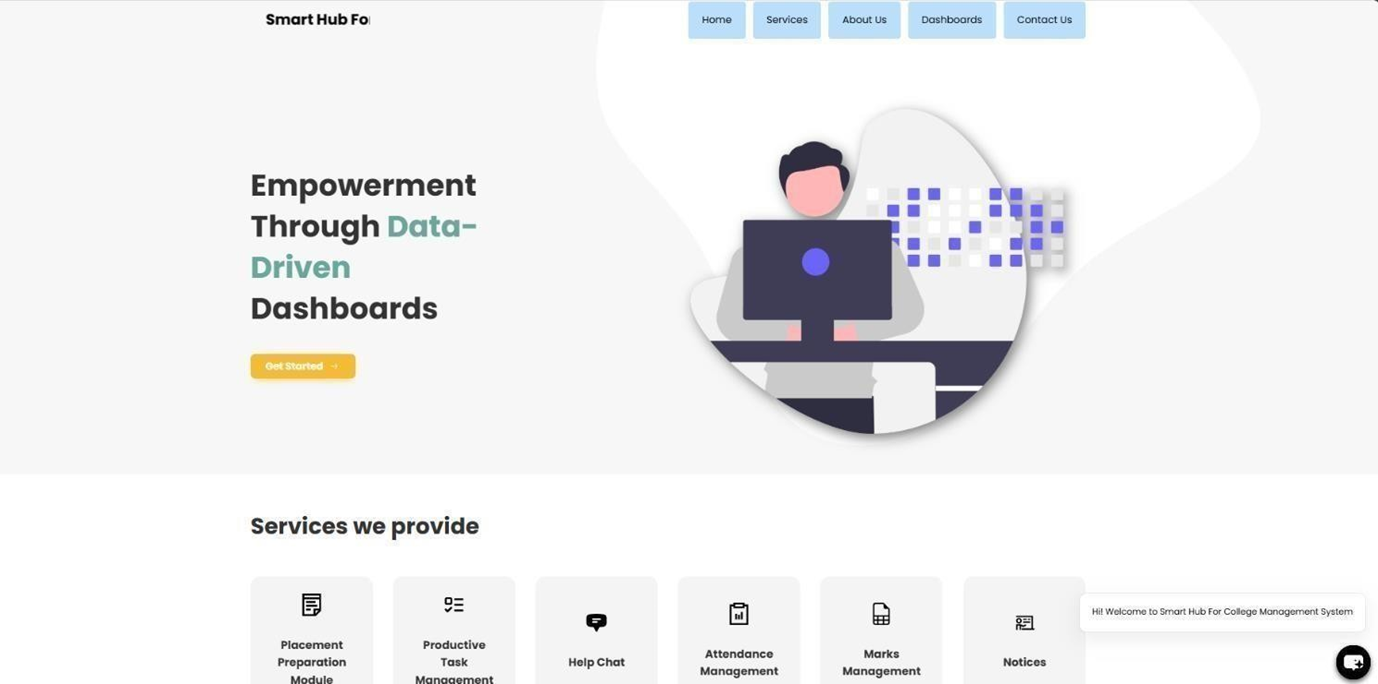 Smart Hub Fo
Home
Services
About Us
Dashboards
Contact Us
Empowerment
Through Data-
Driven
Dashboards
Get Started →
Services we provide
Placement
Preparation
Module
Productive
Task
Management
Help Chat
Attendance
Management
Marks
Management
Notices
Hi! Welcome to Smart Hub For College Management System